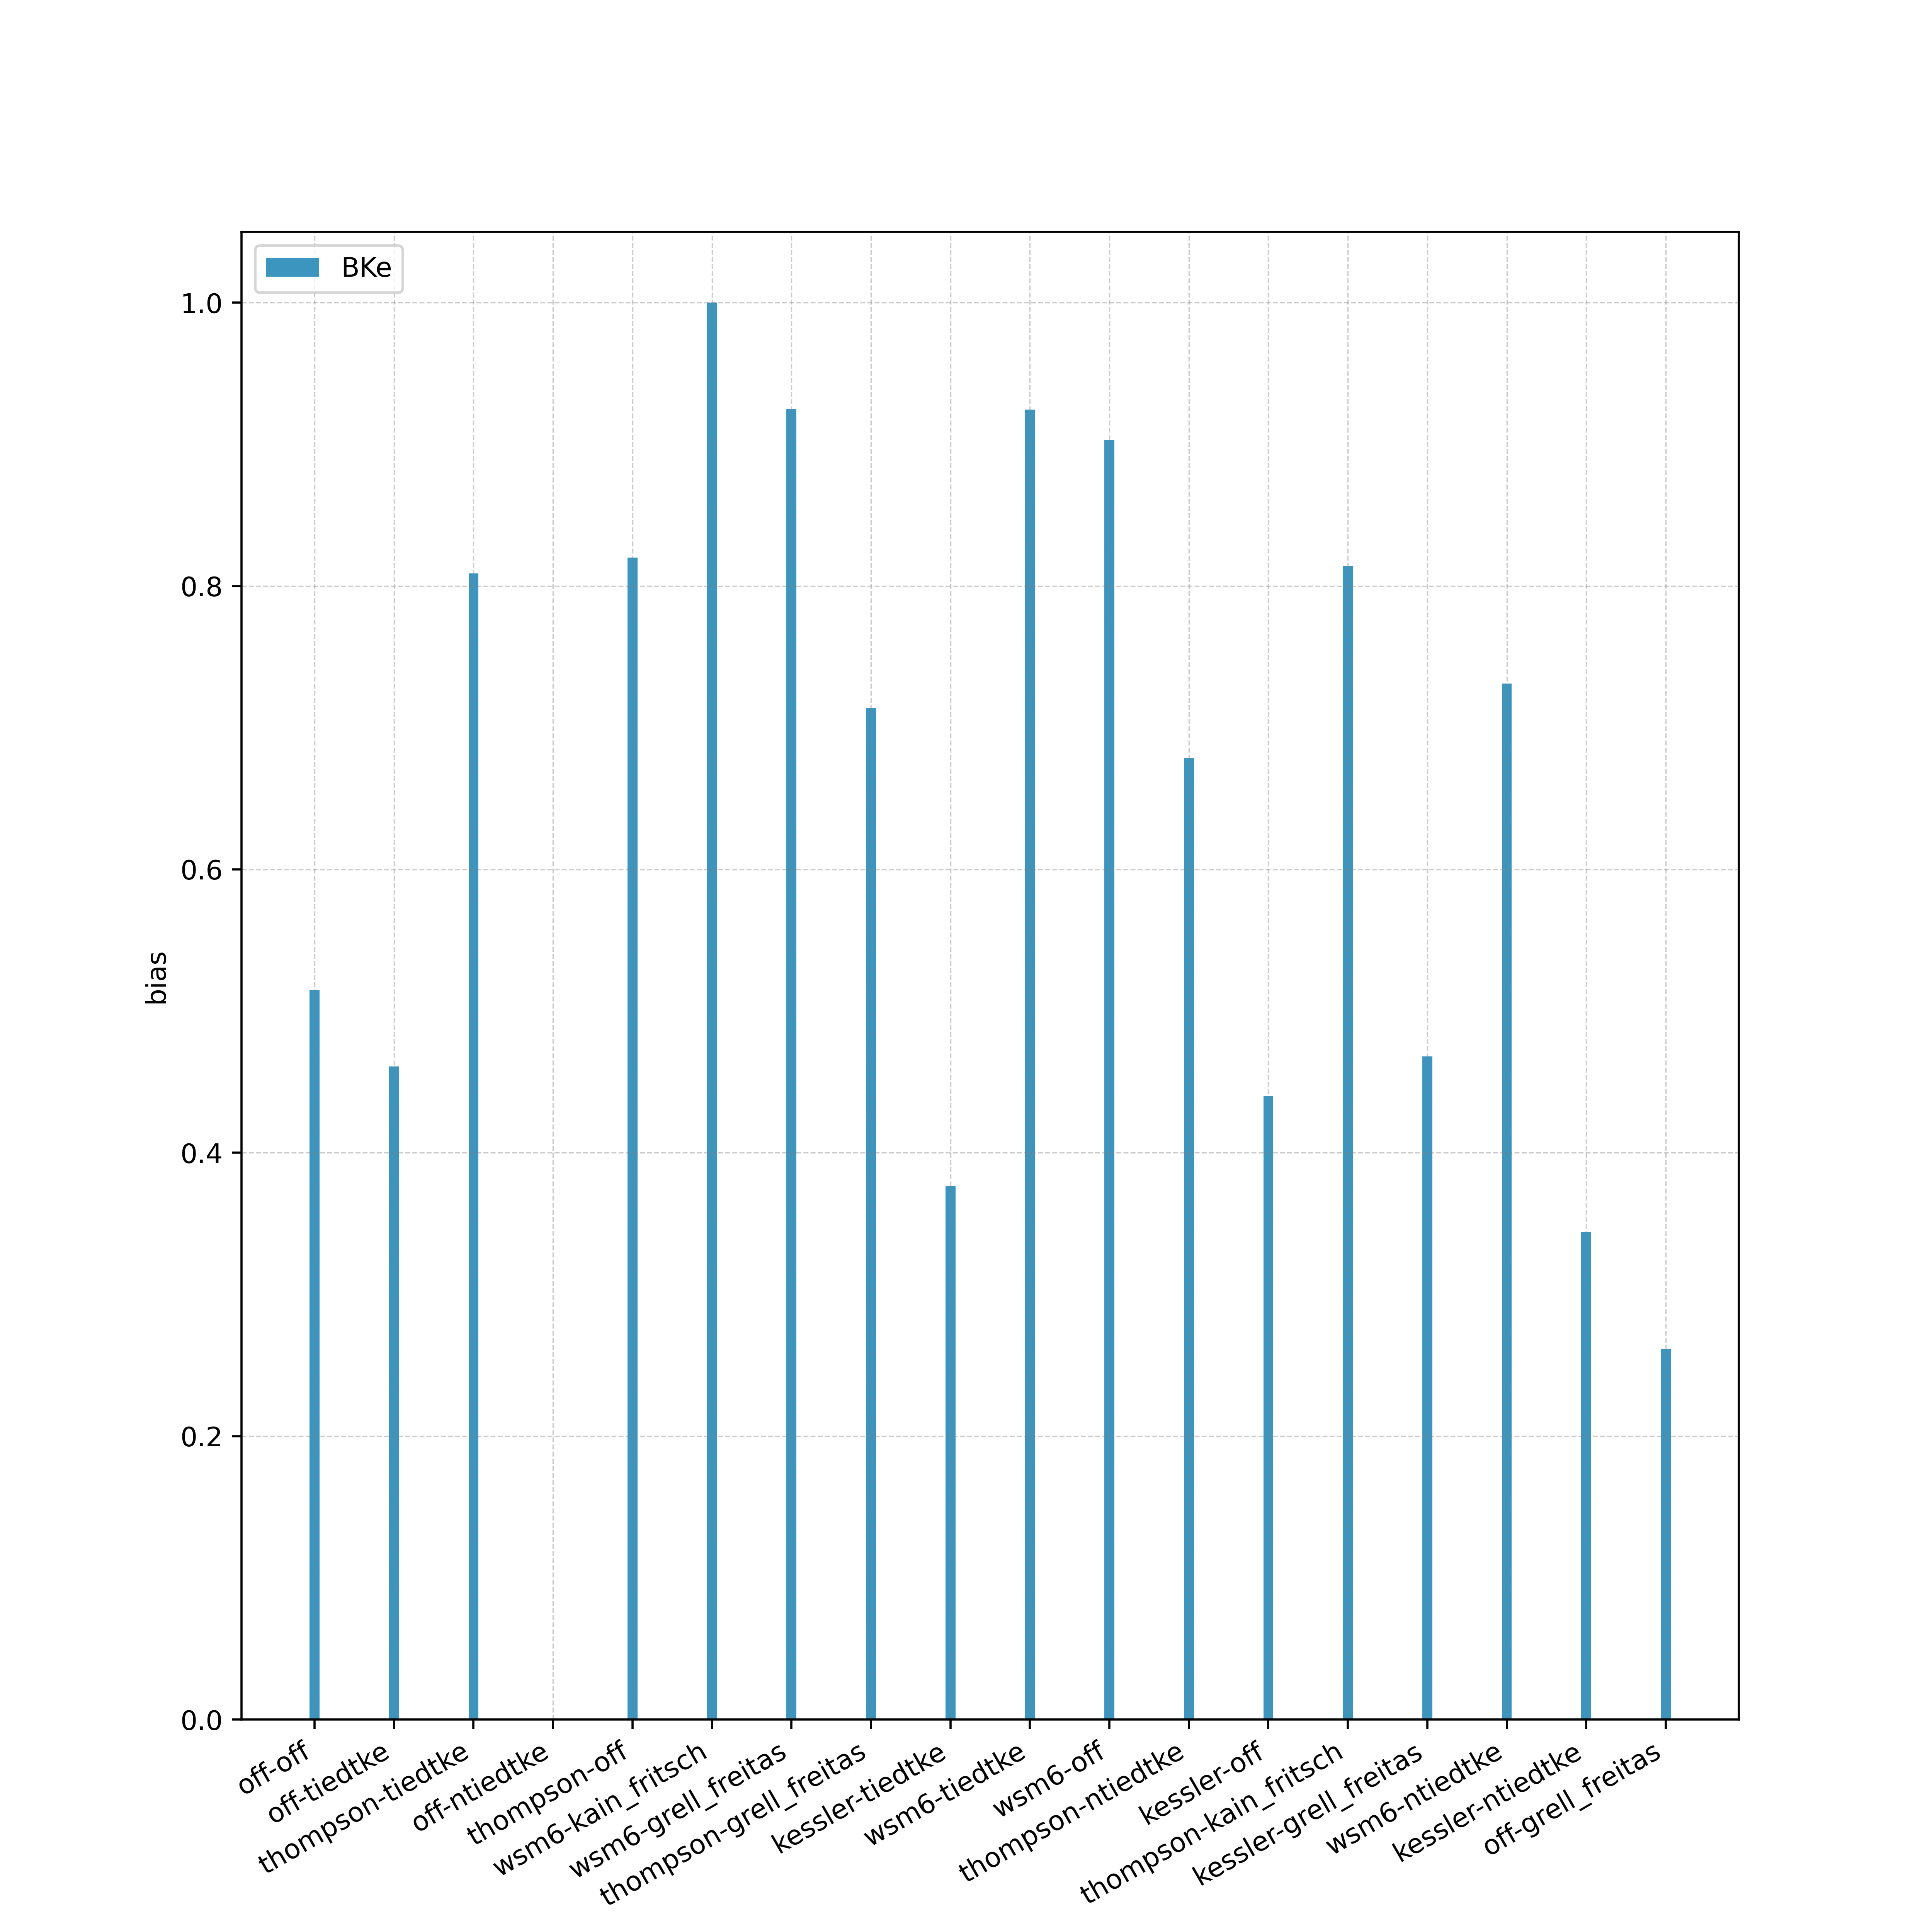 BKe
1.0
0.8
0.6
0.4
0.2
0.0
bias
off-off
off-tiedtke
thompson-tiedtke
off-ntiedtke
thompson-off
wsm6-kain_fritsch
wsm6-grell_freitas
thompson-grell_freitas
kessler-tiedtke
wsm6-tiedtke
wsm6-off
thompson-ntiedtke
kessler-off
thompson-kain_fritsch
kessler-grell_freitas
wsm6-ntiedtke
kessler-ntiedtke
off-grell_freitas